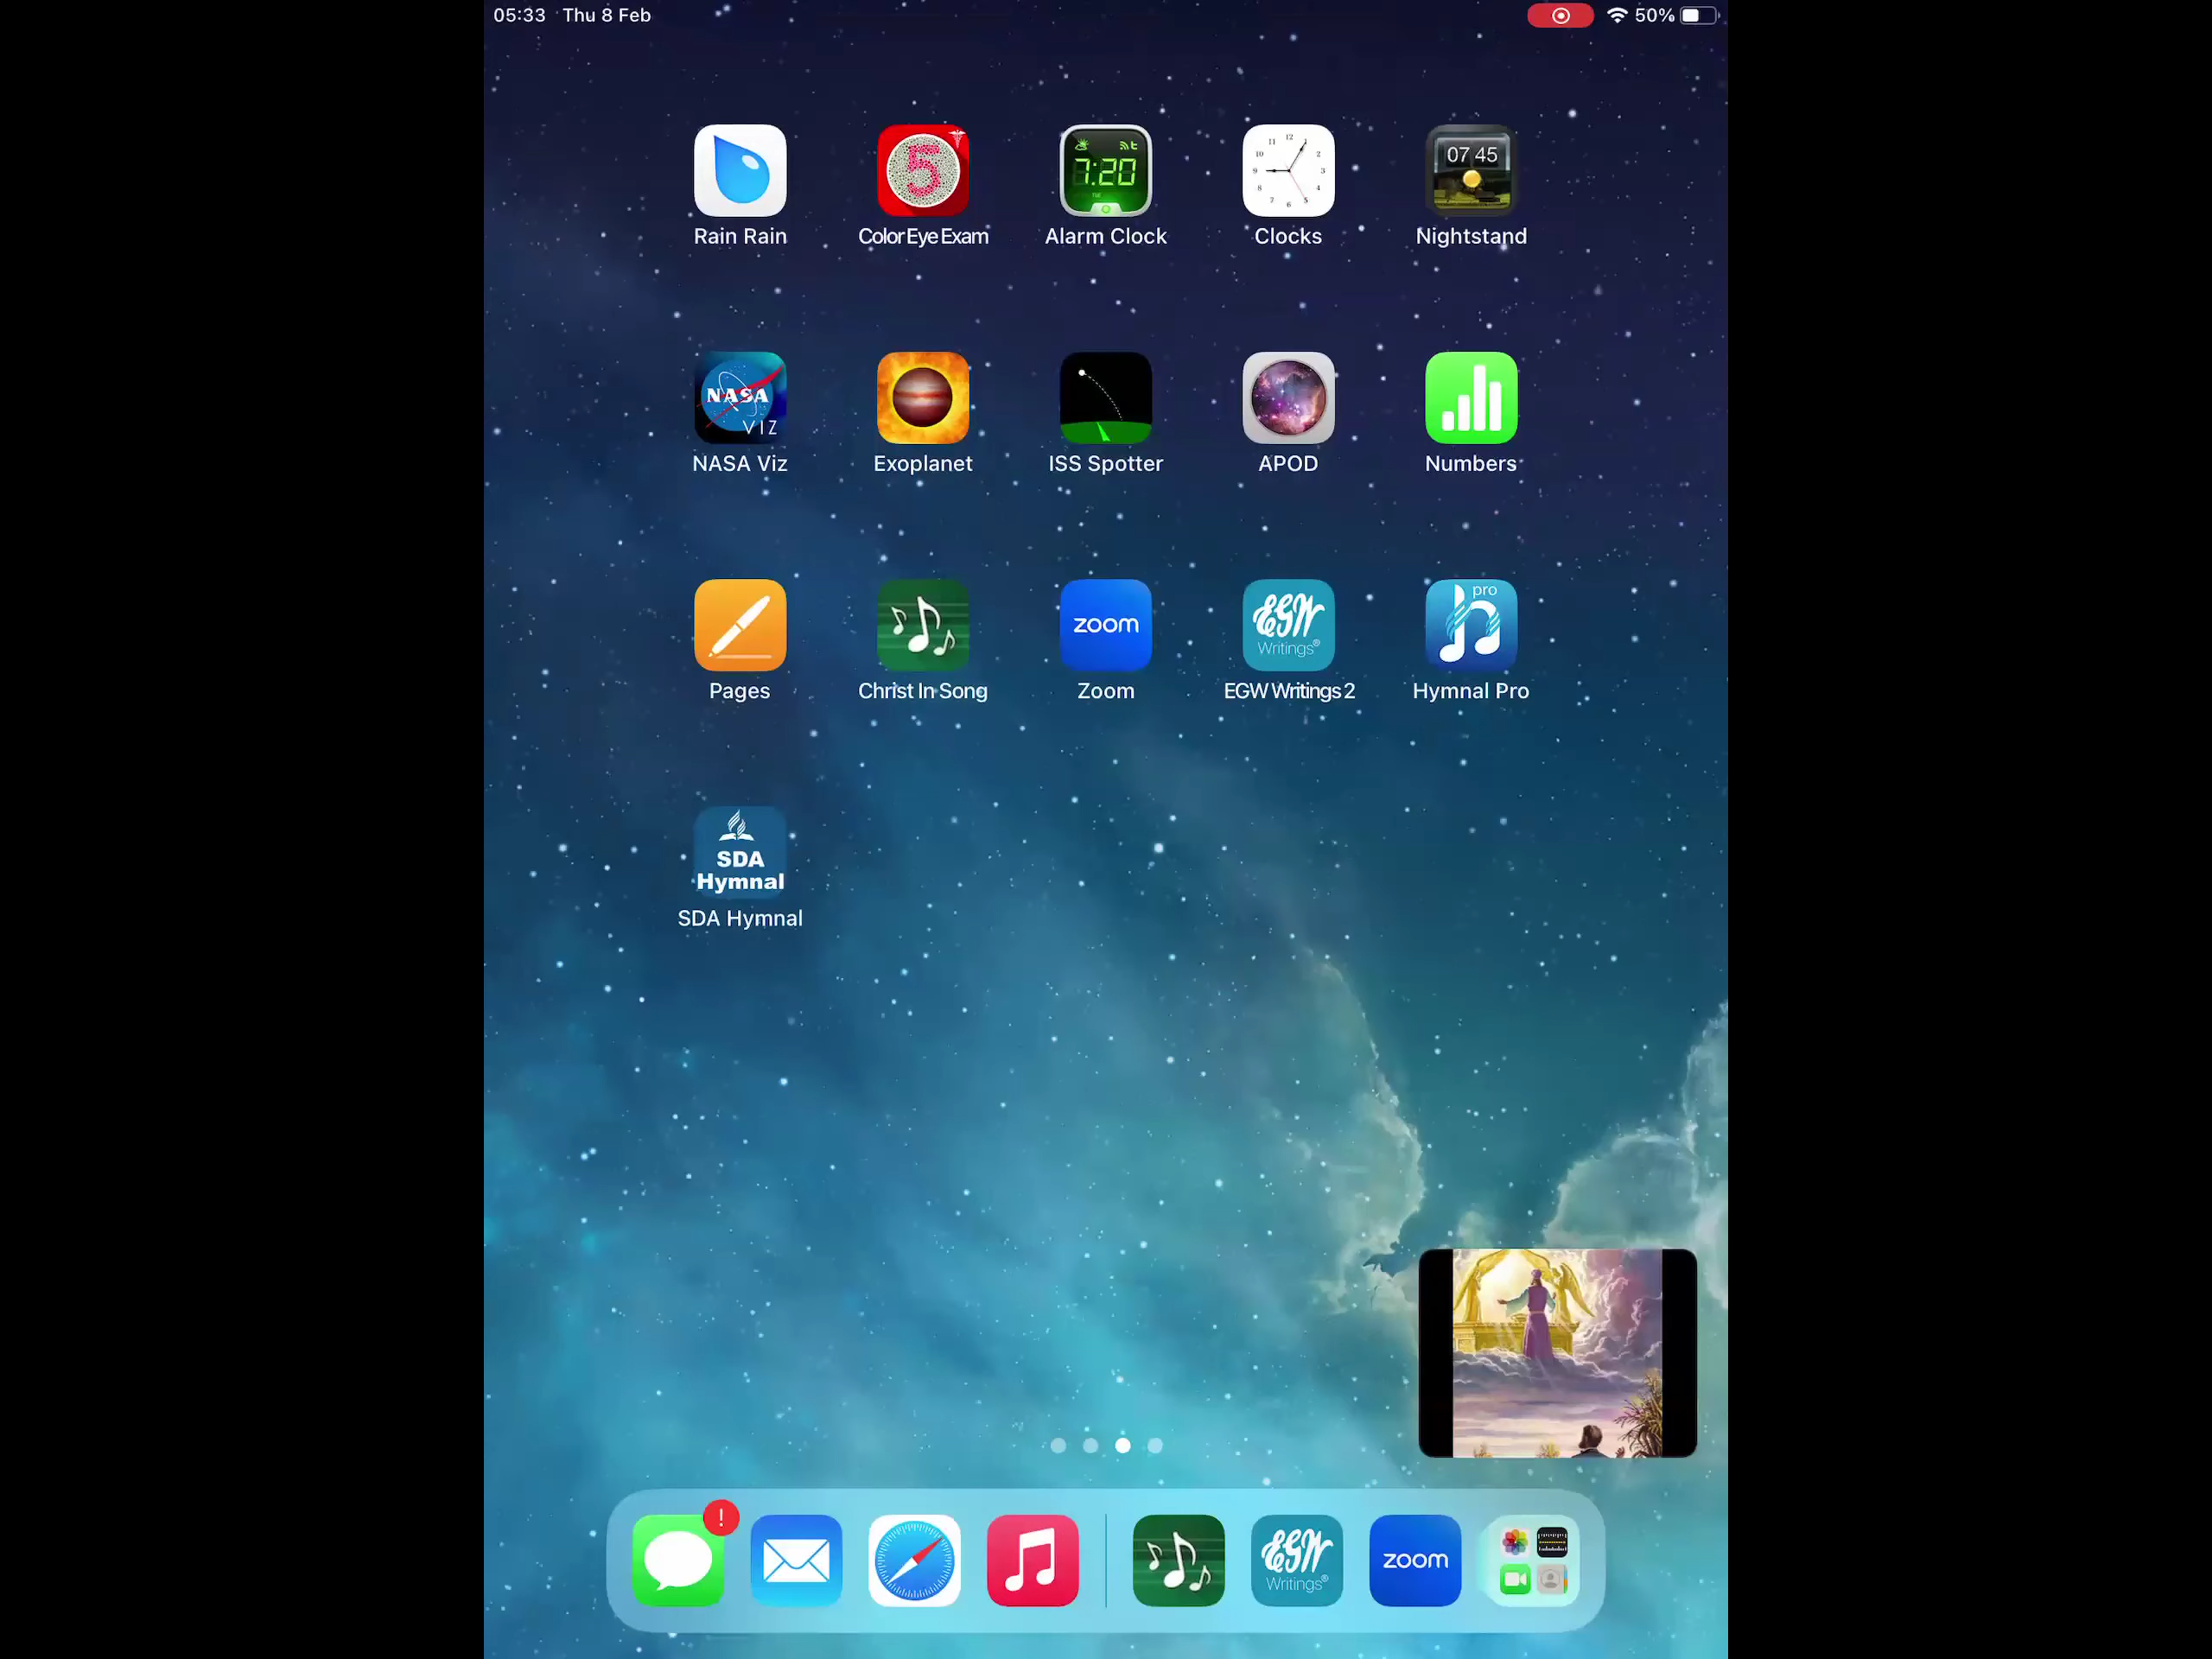 05:33 Thu 8 Feb
50%
5
7:20
07 45
Rain Rain
Color Eye Exam
Alarm Clock
Clocks
Nightstand
NASA
VIZ
NASA Viz
Exoplanet
ISS Spotter
APOD
Numbers
zoom
EGW
Writings®
pro
Pages
Christ In Song
Zoom
EGW Writings 2
Hymnal Pro
SDA
Hymnal
SDA Hymnal
!
EGW
Writings®
zoom